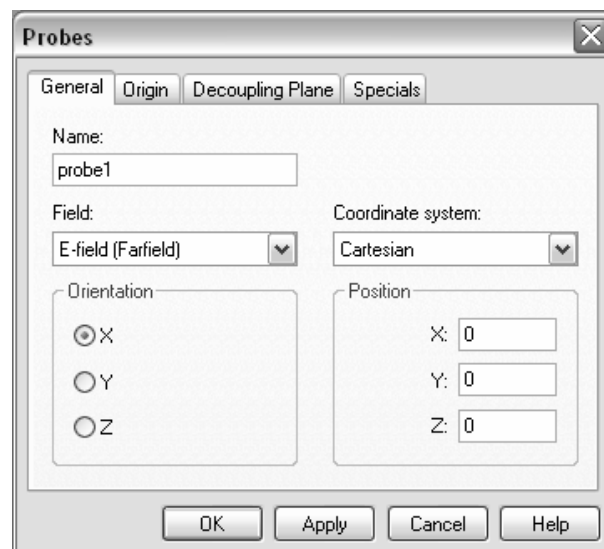 Probes
General Origin Decoupling Plane Specials
Name:
probe1
Field: Coordinate system:
E-field (Farfield) Cartesian
Orientation Position
X X: 0
Y Y: 0
Z Z: 0
OK Apply Cancel Help